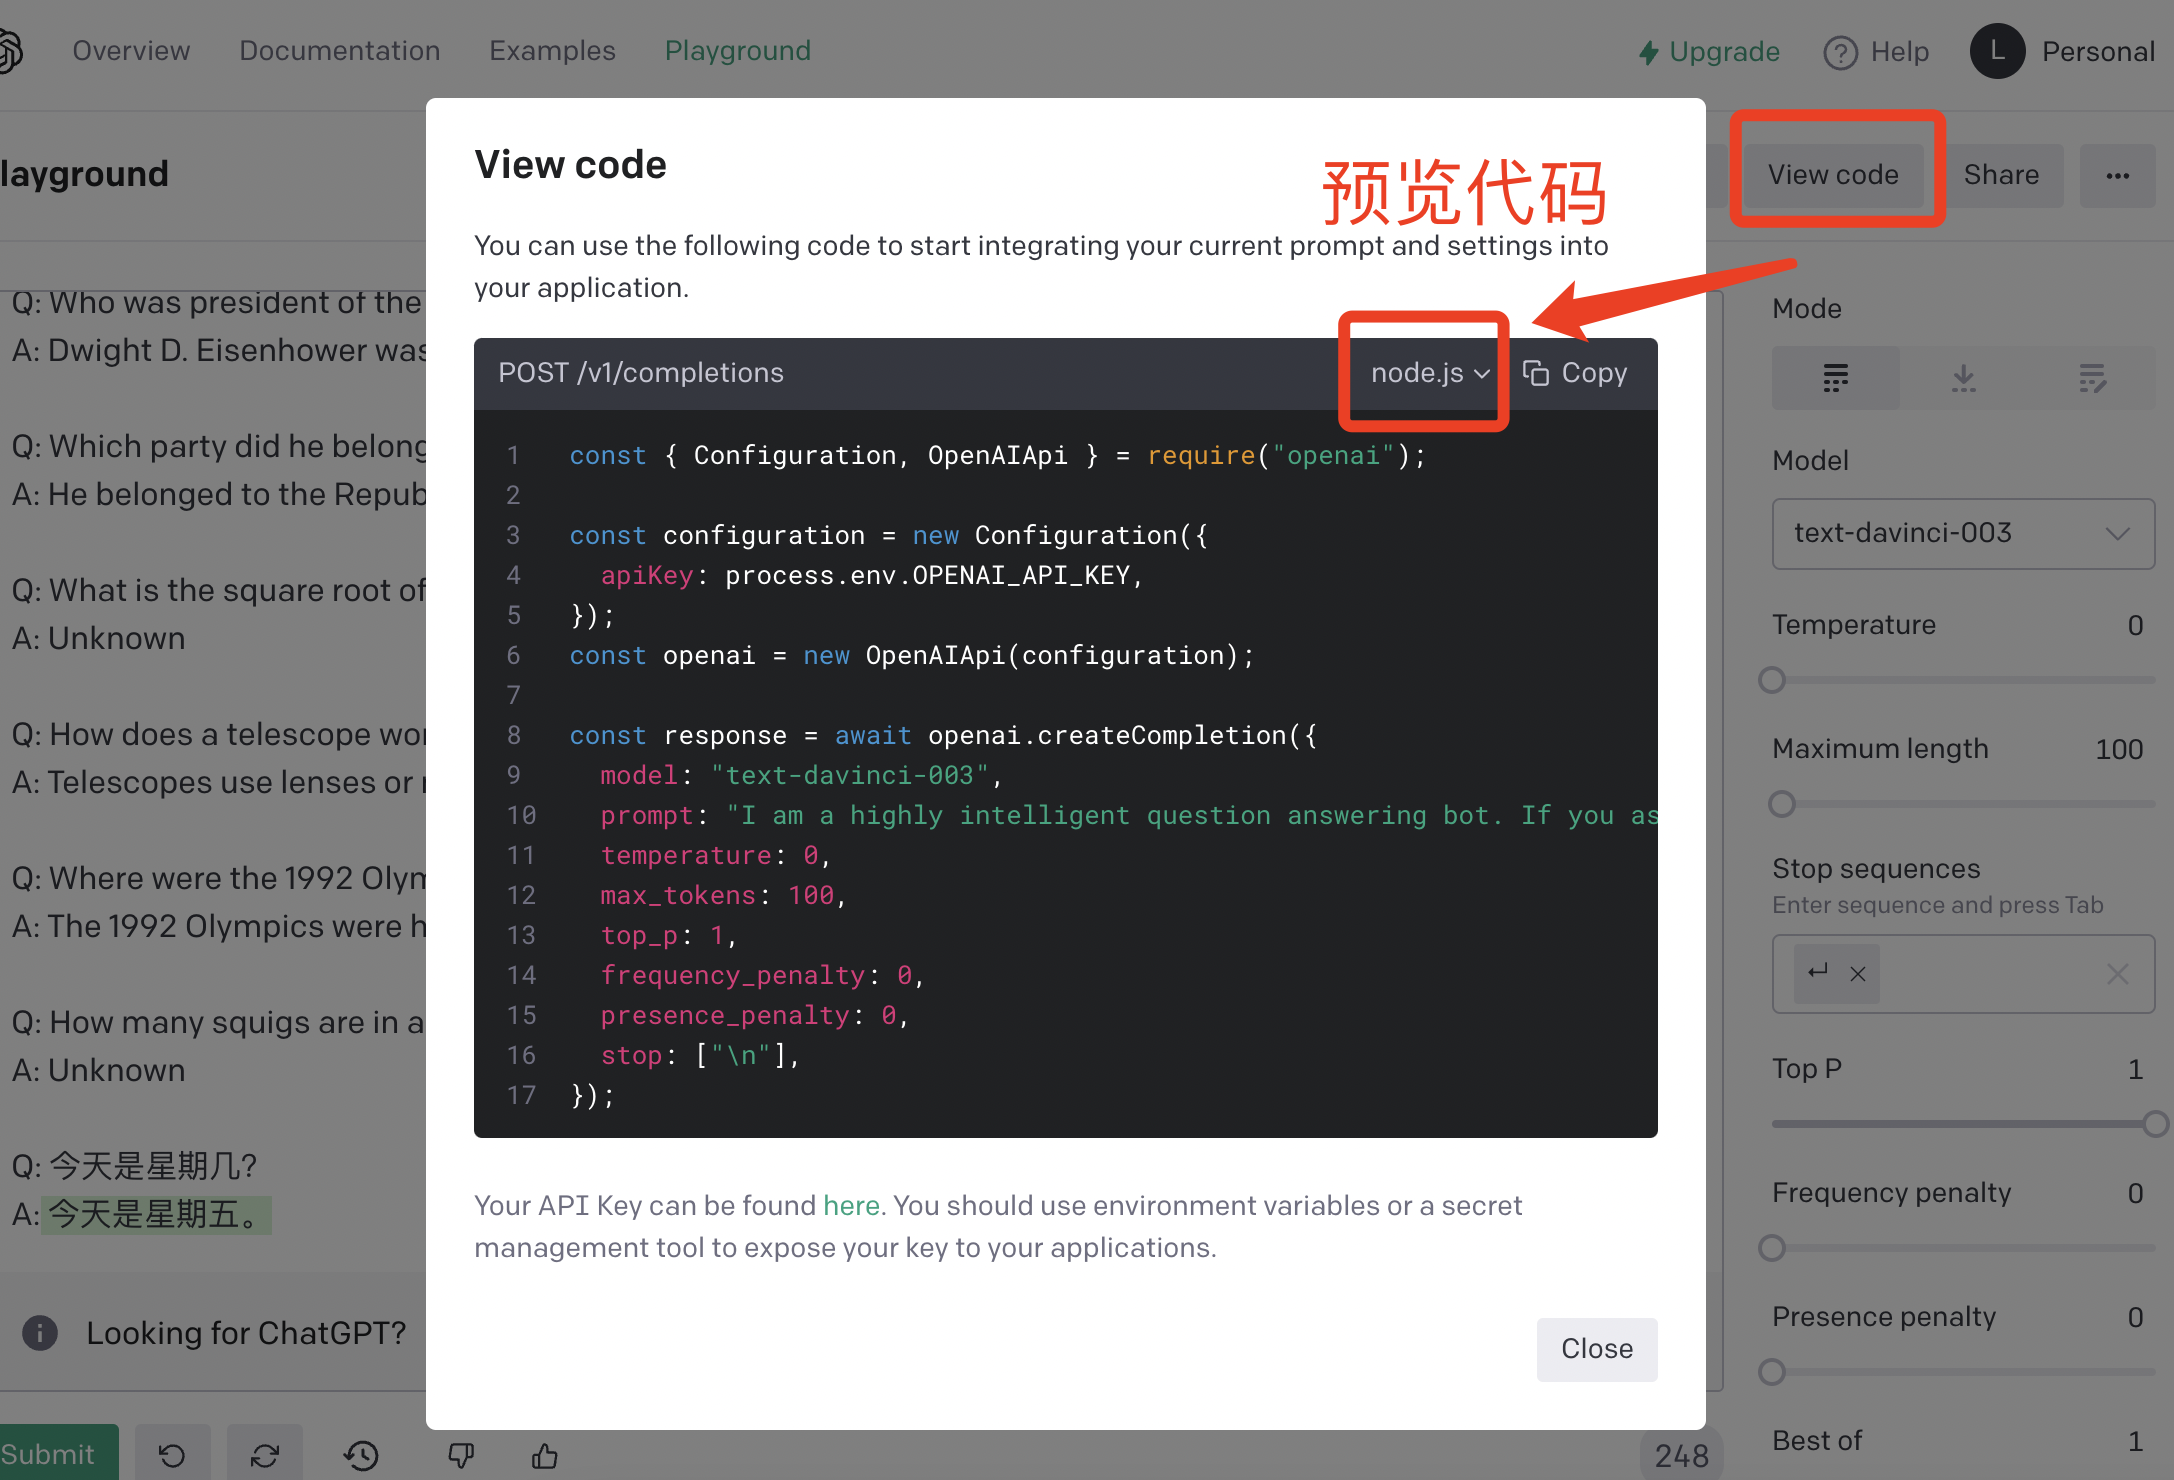 Overview Documentation Examples Playground Upgrade Help L Personal
layground
View code Share ...
View code
预览代码
You can use the following code to start integrating your current prompt and settings into
your application.
POST /v1/completions node.js Copy
1 const { Configuration, OpenAIApi } = require("openai");
2
3 const configuration = new Configuration({
4 apiKey: process.env.OPENAI_API_KEY,
5 });
6 const openai = new OpenAIApi(configuration);
7
8 const response = await openai.createCompletion({
9 model: "text-davinci-003",
10 prompt: "I am a highly intelligent question answering bot. If you as
11 temperature: 0,
12 max_tokens: 100,
13 top_p: 1,
14 frequency_penalty: 0,
15 presence_penalty: 0,
16 stop: ["\n"],
17 });
Your API Key can be found here. You should use environment variables or a secret
management tool to expose your key to your applications.
Close
Q: Who was president of the
A: Dwight D. Eisenhower was
Q: Which party did he belong
A: He belonged to the Repub
Q: What is the square root of
A: Unknown
Q: How does a telescope wor
A: Telescopes use lenses or
Q: Where were the 1992 Olym
A: The 1992 Olympics were h
Q: How many squigs are in a
A: Unknown
Q: 今天是星期几?
A: 今天是星期五。
Looking for ChatGPT?
Submit
248
Mode
Model
text-davinci-003
Temperature 0
Maximum length 100
Stop sequences
Enter sequence and press Tab
Top P 1
Frequency penalty 0
Presence penalty 0
Best of 1